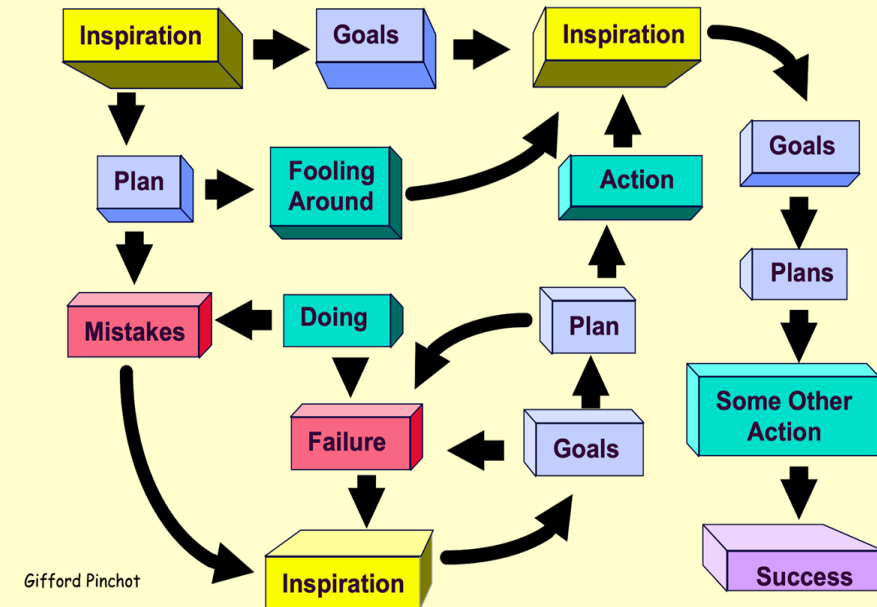 Inspiration
Goals
Inspiration
Goals
Plan
Fooling
Around
Action
Plans
Mistakes
Doing
Plan
Some Other
Action
Failure
Goals
Inspiration
Success
Gifford Pinchot